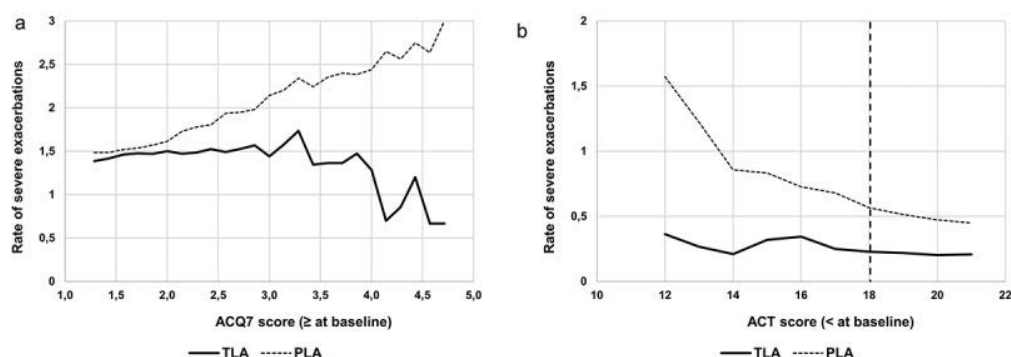 a
Rate of severe exacerbations
3
2,5
2
1,5
1
0,5
0
1,0 1,5 2,0 2,5 3,0 3,5 4,0 4,5 5,0
ACQ7 score (≥ at baseline)
TLA PLA
b
Rate of severe exacerbations
2
1,5
1
0,5
0
10 12 14 16 18 20 22
ACT score (< at baseline)
TLA PLA